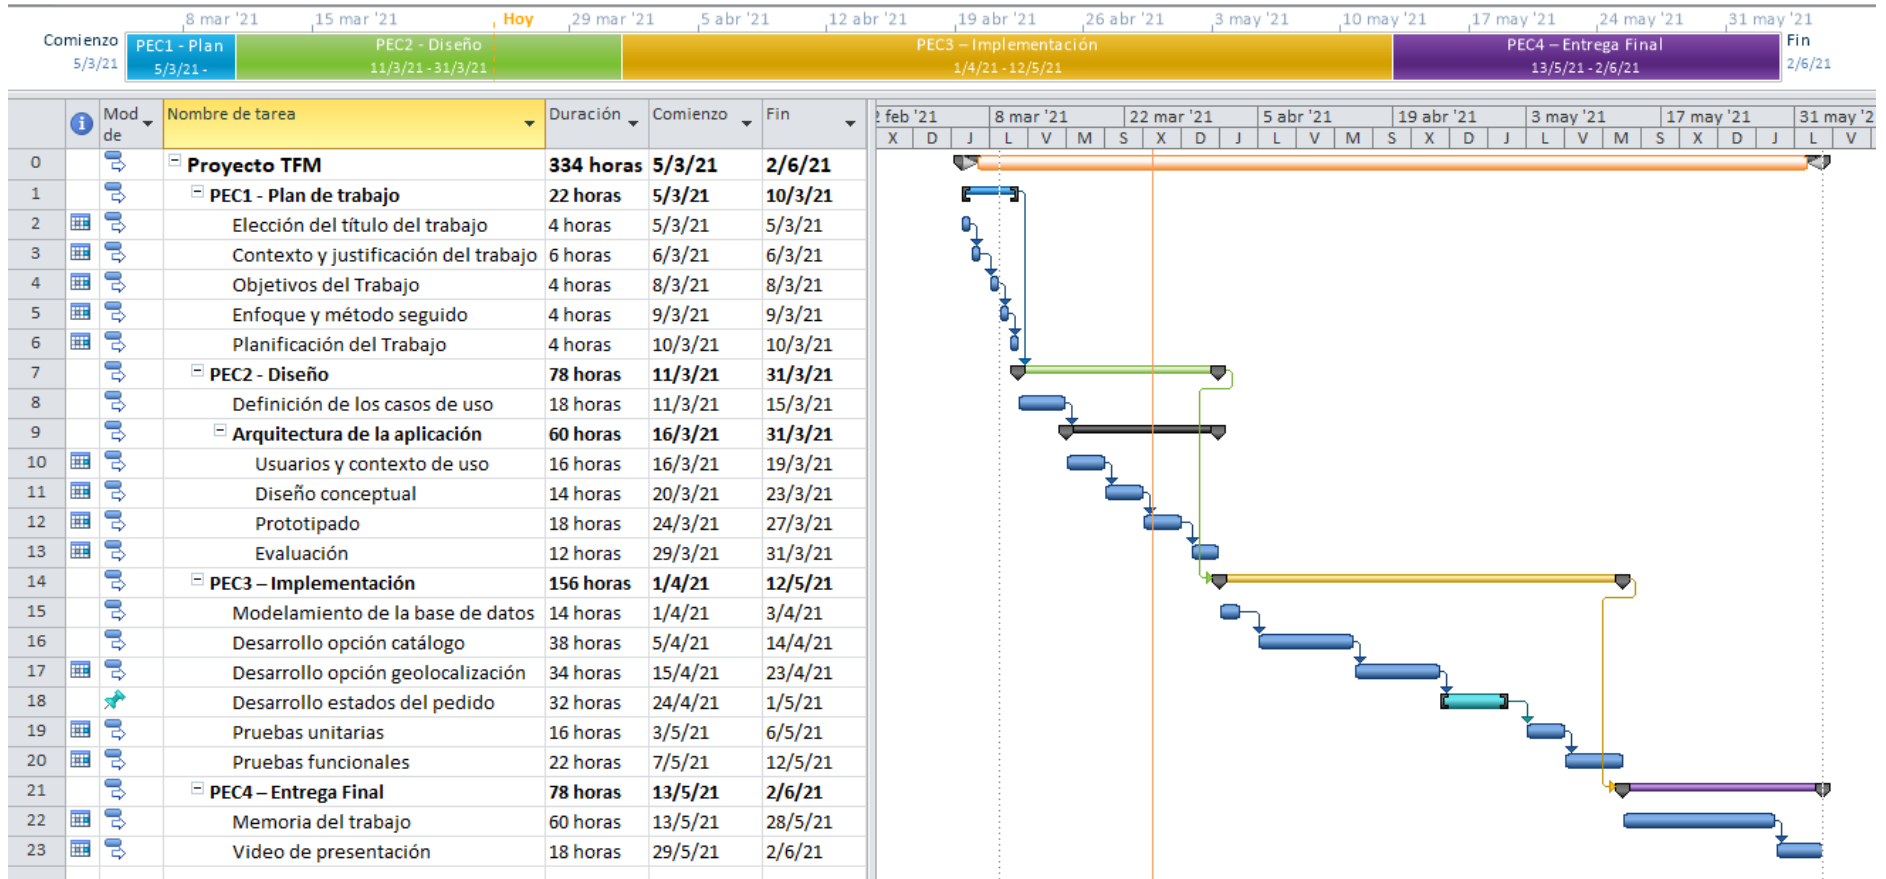 8 mar '21 15 mar '21 Hoy 29 mar '21 5 abr '21 12 abr '21 19 abr '21 26 abr '21 3 may '21 10 may '21 17 may '21 24 may '21 31 may '21
Comienzo
5/3/21
PEC1 - Plan
5/3/21 -
PEC2 - Diseño
11/3/21 - 31/3/21
PEC3 – Implementación
1/4/21 - 12/5/21
PEC4 – Entrega Final
13/5/21 - 2/6/21
Fin
2/6/21
Mod de Nombre de tarea Duración Comienzo Fin
feb '21 8 mar '21 22 mar '21 5 abr '21 19 abr '21 3 may '21 17 may '21 31 may '2
X D J L V M S X D J L V M S X D J L V M S X D J L V
0 Proyecto TFM 334 horas 5/3/21 2/6/21
1 PEC1 - Plan de trabajo 22 horas 5/3/21 10/3/21
2 Elección del título del trabajo 4 horas 5/3/21 5/3/21
3 Contexto y justificación del trabajo 6 horas 6/3/21 6/3/21
4 Objetivos del Trabajo 4 horas 8/3/21 8/3/21
5 Enfoque y método seguido 4 horas 9/3/21 9/3/21
6 Planificación del Trabajo 4 horas 10/3/21 10/3/21
7 PEC2 - Diseño 78 horas 11/3/21 31/3/21
8 Definición de los casos de uso 18 horas 11/3/21 15/3/21
9 Arquitectura de la aplicación 60 horas 16/3/21 31/3/21
10 Usuarios y contexto de uso 16 horas 16/3/21 19/3/21
11 Diseño conceptual 14 horas 20/3/21 23/3/21
12 Prototipado 18 horas 24/3/21 27/3/21
13 Evaluación 12 horas 29/3/21 31/3/21
14 PEC3 – Implementación 156 horas 1/4/21 12/5/21
15 Modelamiento de la base de datos 14 horas 1/4/21 3/4/21
16 Desarrollo opción catálogo 38 horas 5/4/21 14/4/21
17 Desarrollo opción geolocalización 34 horas 15/4/21 23/4/21
18 Desarrollo estados del pedido 32 horas 24/4/21 1/5/21
19 Pruebas unitarias 16 horas 3/5/21 6/5/21
20 Pruebas funcionales 22 horas 7/5/21 12/5/21
21 PEC4 – Entrega Final 78 horas 13/5/21 2/6/21
22 Memoria del trabajo 60 horas 13/5/21 28/5/21
23 Video de presentación 18 horas 29/5/21 2/6/21